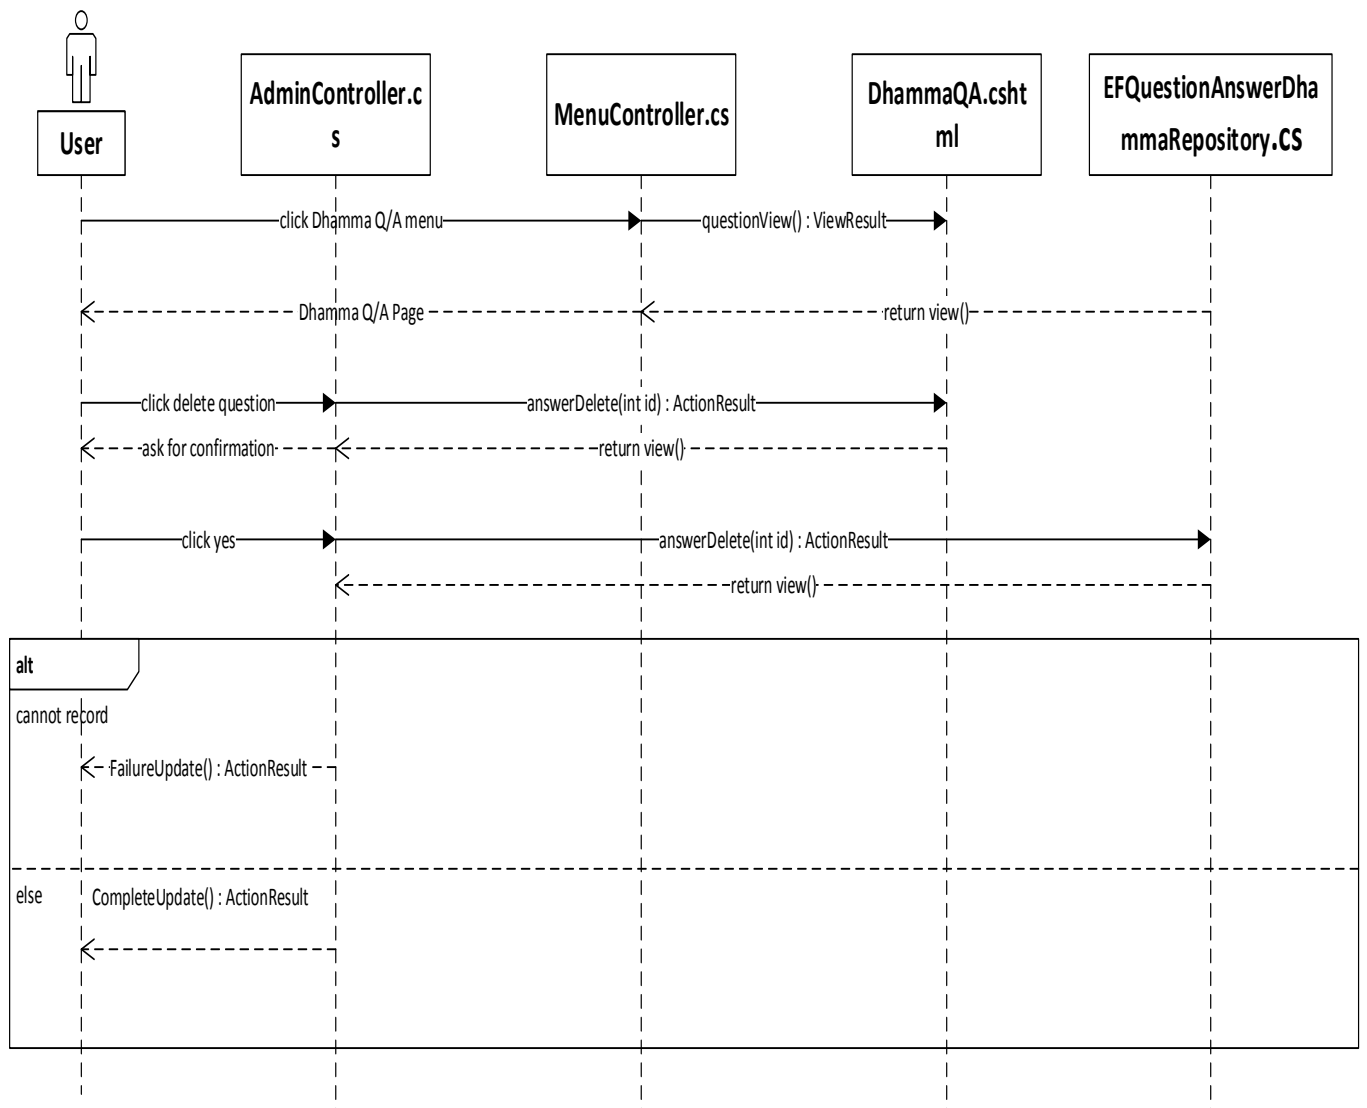 User
AdminController.c
s
MenuController.cs
DhammaQA.csht
ml
EFQuestionAnswerDha
mmaRepository.CS
click Dhamma Q/A menu
questionView() : ViewResult
Dhamma Q/A Page
return view()
click delete question
answerDelete(int id) : ActionResult
ask for confirmation
return view()
click yes
answerDelete(int id) : ActionResult
return view()
alt
cannot record
FailureUpdate() : ActionResult
else
CompleteUpdate() : ActionResult